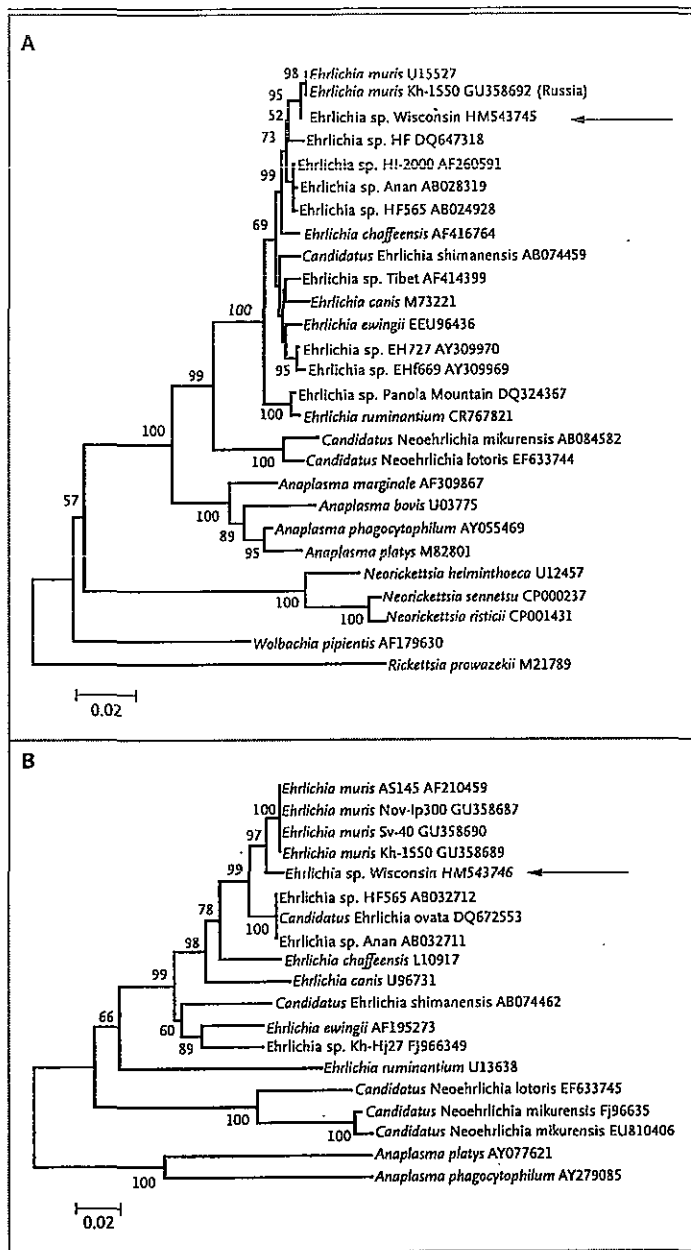 A
98 Ehrlichia muris U15527
95 Ehrlichia muris Kh-1550 GU358692 (Russia)
52 Ehrlichia sp. Wisconsin HM543745
73 Ehrlichia sp. HF DQ647318
Ehrlichia sp. HI-2000 AF260591
99 Ehrlichia sp. Anan AB028319
Ehrlichia sp. HF565 AB024928
69 Ehrlichia chaffeensis AF416764
Candidatus Ehrlichia shimanensis AB074459
Ehrlichia sp. Tibet AF414399
100 Ehrlichia canis M73221
Ehrlichia ewingii EEU96436
Ehrlichia sp. EH727 AY309970
95 Ehrlichia sp. EHf669 AY309969
99 Ehrlichia sp. Panola Mountain DQ324367
100 Ehrlichia ruminantium CR767821
100 Candidatus Neoehrlichia mikurensis AB084582
100 Candidatus Neoehrlichia lotoris EF633744
Anaplasma marginale AF309867
57 100 Anaplasma bovis U03775
89 Anaplasma phagocytophilum AY055469
95 Anaplasma platys M82801
Neorickettsia helminthoeca U12457
100 Neorickettsia sennetsu CP000237
100 Neorickettsia risticii CP001431
Wolbachia pipientis AF179630
Rickettsia prowazekii M21789
0.02
B
Ehrlichia muris AS145 AF210459
100 Ehrlichia muris Nov-Ip300 GU358687
97 Ehrlichia muris Sv-40 GU358690
Ehrlichia muris Kh-1550 GU358689
99 Ehrlichia sp. Wisconsin HM543746
Ehrlichia sp. HF565 AB032712
78 Candidatus Ehrlichia ovata DQ672553
100 Ehrlichia sp. Anan AB032711
98 Ehrlichia chaffeensis L10917
99 Ehrlichia canis U96731
Candidatus Ehrlichia shimanensis AB074462
66 60 Ehrlichia ewingii AF195273
89 Ehrlichia sp. Kh-Hj27 FJ966349
Ehrlichia ruminantium U13638
Candidatus Neoehrlichia lotoris EF633745
100 Candidatus Neoehrlichia mikurensis FJ96635
100 Candidatus Neoehrlichia mikurensis EU810406
Anaplasma platys AY077621
100 Anaplasma phagocytophilum AY279085
0.02